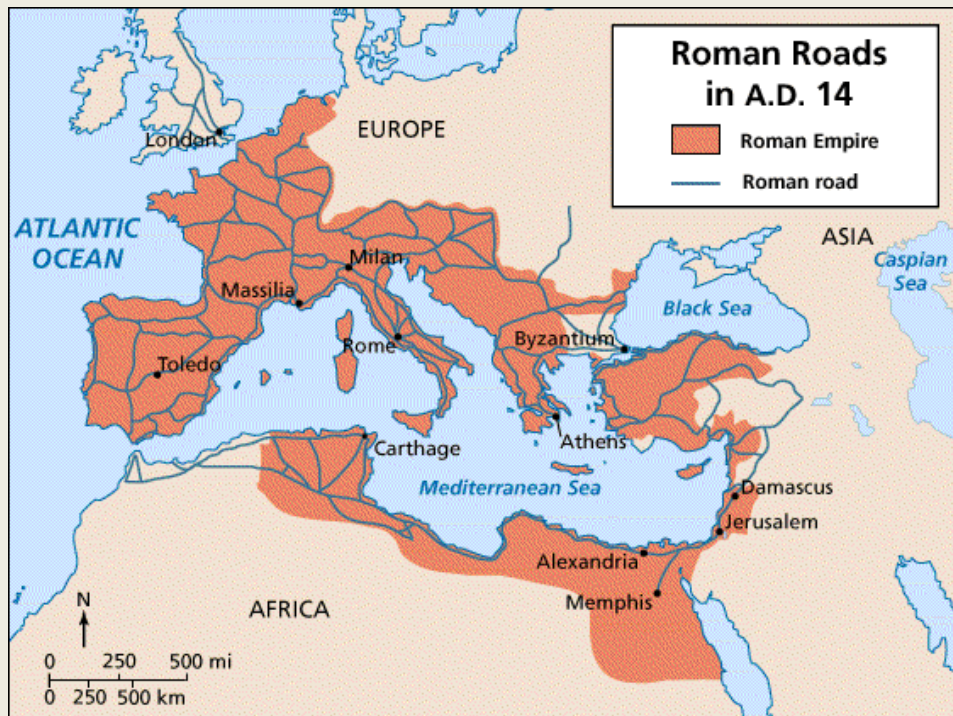 Roman Roads
in A.D. 14
Roman Empire
Roman road
EUROPE
London
ATLANTIC
OCEAN
ASIA
Caspian
Sea
Milan
Massilia
Black Sea
Rome
Byzantium
Toledo
Athens
Carthage
Mediterranean Sea
Damascus
Jerusalem
Alexandria
Memphis
AFRICA
N
0 250 500 mi
0 250 500 km